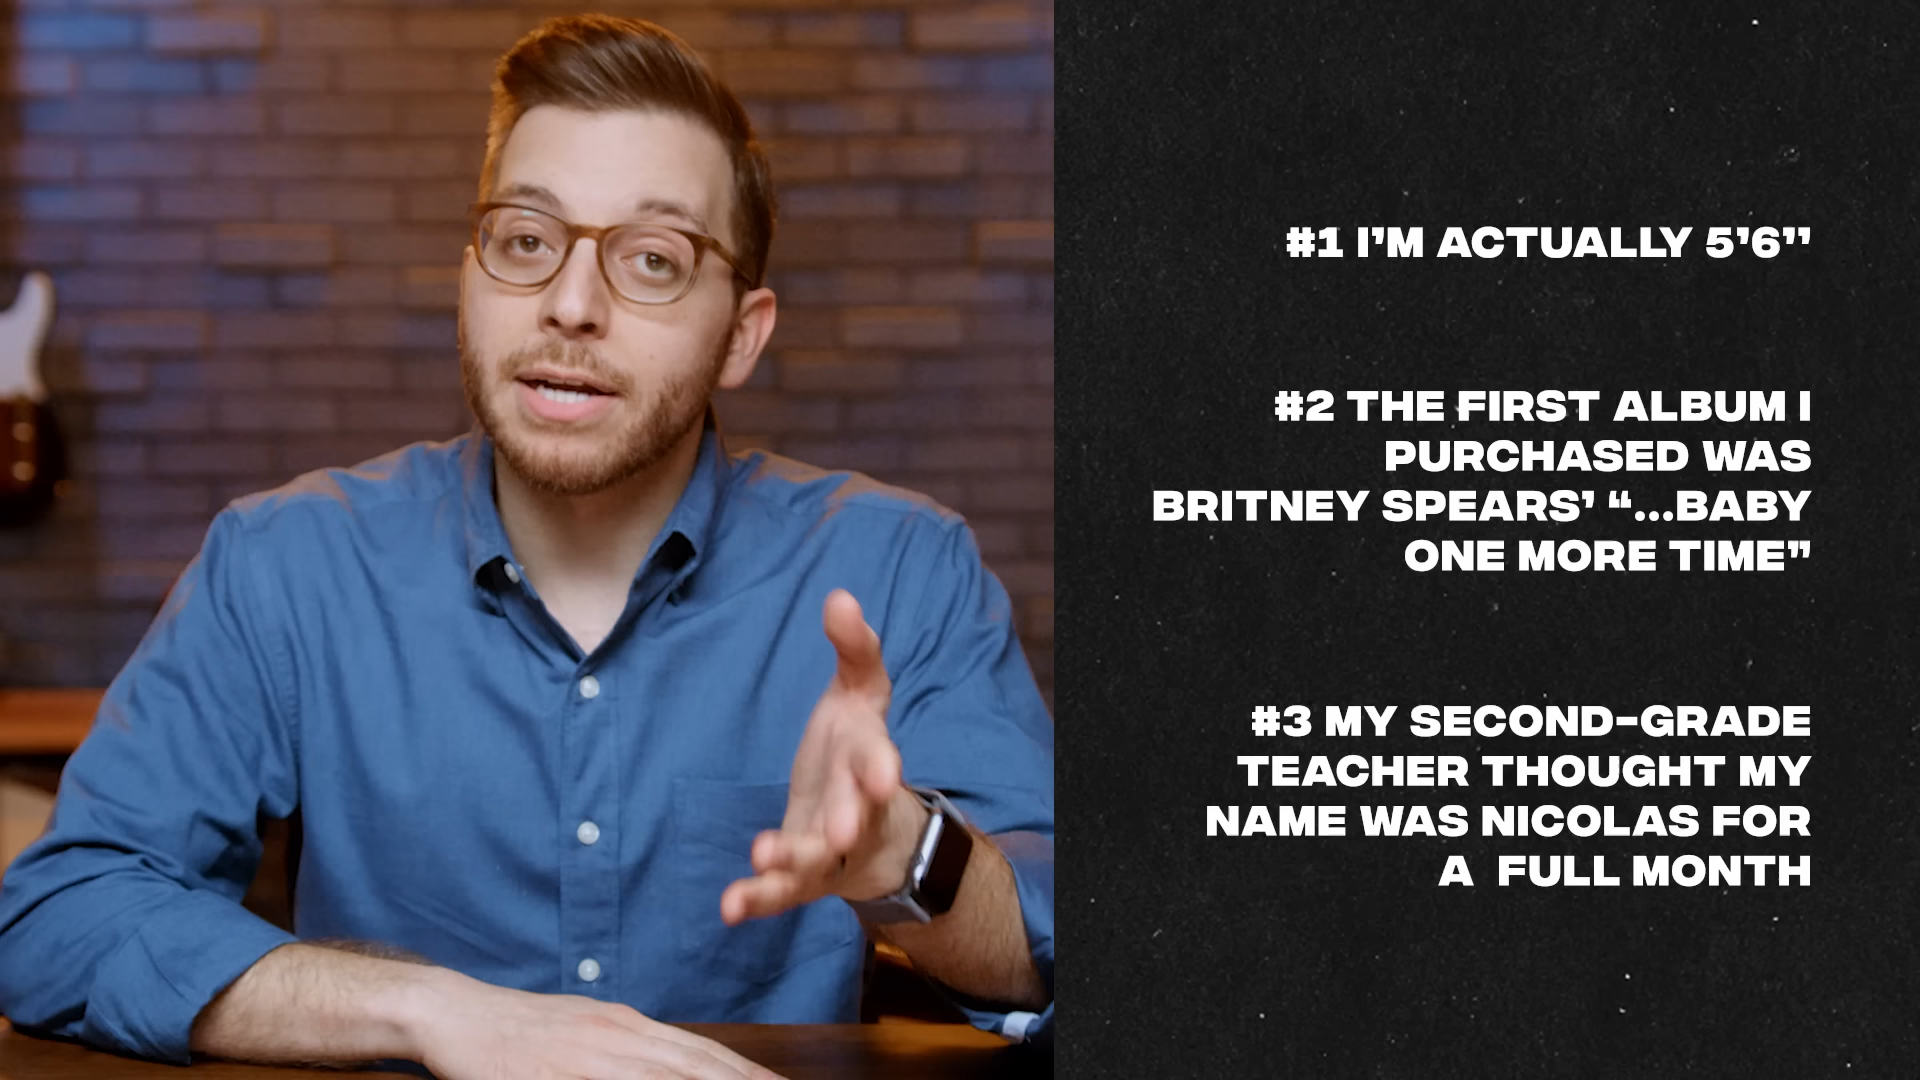 #1 I’M ACTUALLY 5’6’’
#2 THE FIRST ALBUM I
PURCHASED WAS
BRITNEY SPEARS’ “...BABY
ONE MORE TIME”
#3 MY SECOND-GRADE
TEACHER THOUGHT MY
NAME WAS NICOLAS FOR
A  FULL MONTH